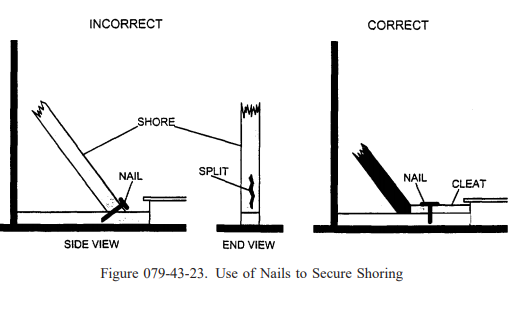 INCORRECT
CORRECT
SHORE
NAIL
SPLIT
SIDE VIEW
END VIEW
NAIL
CLEAT
Figure 079-43-23. Use of Nails to Secure Shoring